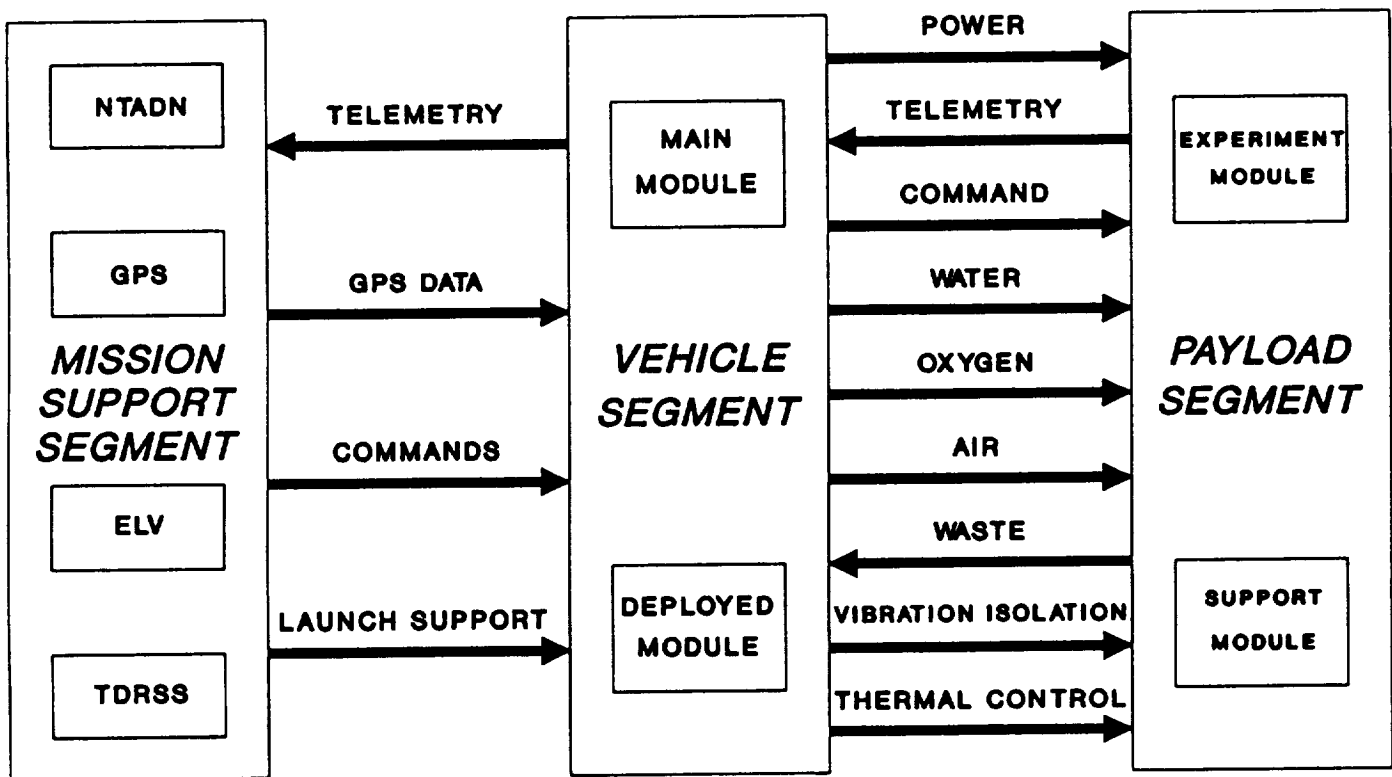 NTADN
GPS
MISSION
SUPPORT
SEGMENT
ELV
TDRSS
TELEMETRY
GPS DATA
COMMANDS
LAUNCH SUPPORT
MAIN
MODULE
VEHICLE
SEGMENT
DEPLOYED
MODULE
POWER
TELEMETRY
COMMAND
WATER
OXYGEN
AIR
WASTE
VIBRATION ISOLATION
THERMAL CONTROL
EXPERIMENT
MODULE
PAYLOAD
SEGMENT
SUPPORT
MODULE